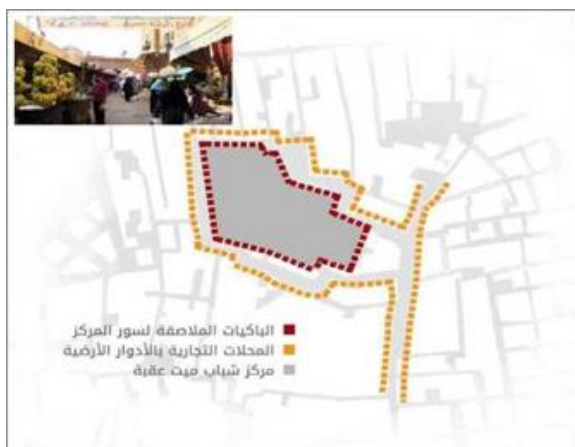 الباكيات الملاصقة لسور المركز
المحلات التجارية بالأدوار الأرضية
مركز شباب ميت عقبة